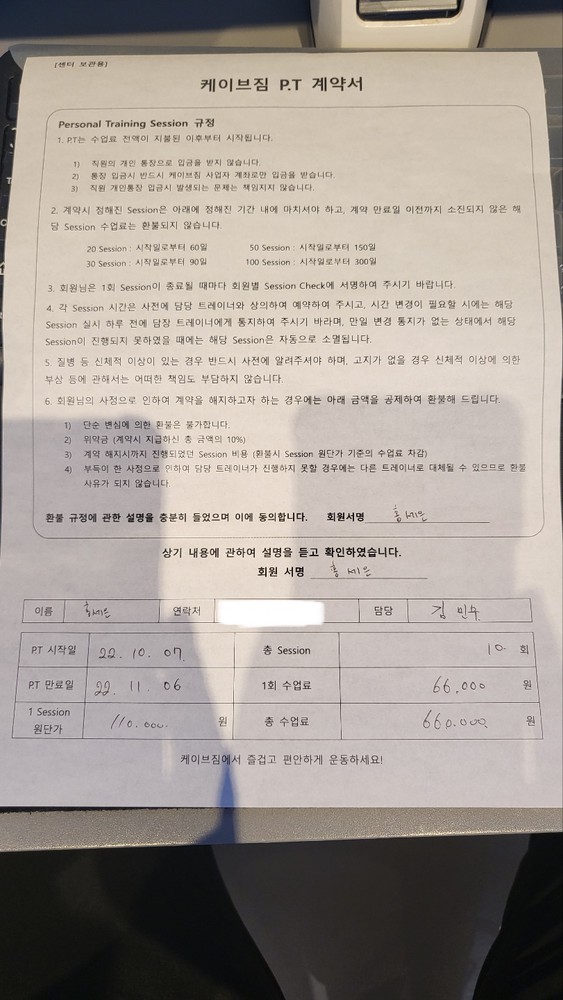 [센터 보관용]
케이브짐 P.T 계약서
Personal Training Session 규정
1. P.T는 수업료 전액이 지불된 이후부터 시작됩니다.
1) 직원의 개인 통장으로 입금을 받지 않습니다.
2) 통장 입금시 반드시 케이브짐 사업자 계좌로만 입금을 받습니다.
3) 직원 개인통장 입금시 발생되는 문제는 책임지지 않습니다.
2. 계약시 정해진 Session은 아래에 정해진 기간 내에 마치셔야 하고, 계약 만료일 이전까지 소진되지 않은 해
당 Session 수업료는 환불되지 않습니다.
20 Session : 시작일로부터 60일 50 Session : 시작일로부터 150일
30 Session : 시작일로부터 90일 100 Session : 시작일로부터 300일
3. 회원님은 1회 Session이 종료될 때마다 회원별 Session Check에 서명하여 주시기 바랍니다.
4. 각 Session 시간은 사전에 담당 트레이너와 상의하여 예약하여 주시고, 시간 변경이 필요할 시에는 해당
Session 실시 하루 전에 담장 트레이너에게 통지하여 주시기 바라며, 만일 변경 통지가 없는 상태에서 해당
Session이 진행되지 못하였을 때에는 해당 Session은 자동으로 소멸됩니다.
5. 질병 등 신체적 이상이 있는 경우 반드시 사전에 알려주셔야 하며, 고지가 없을 경우 신체적 이상에 의한
부상 등에 관해서는 어떠한 책임도 부담하지 않습니다.
6. 회원님의 사정으로 인하여 계약을 해지하고자 하는 경우에는 아래 금액을 공제하여 환불해 드립니다.
1) 단순 변심에 의한 환불은 불가합니다.
2) 위약금 (계약시 지급하신 총 금액의 10%)
3) 계약 해지시까지 진행되었던 Session 비용 (환불시 Session 원단가 기준의 수업료 차감)
4) 부득이 한 사정으로 인하여 담당 트레이너가 진행하지 못할 경우에는 다른 트레이너로 대체될 수 있으므로 환불
사유가 되지 않습니다.
환불 규정에 관한 설명을 충분히 들었으며 이에 동의합니다. 회원서명 홍세은
상기 내용에 관하여 설명을 듣고 확인하였습니다.
회원 서명 홍세은
이름 홍세은 연락처 담당 김민수
P.T 시작일 22. 10. 07 총 Session 10. 회
P.T 만료일 22. 11. 06 1회 수업료 66,000 원
1 Session
원단가 110.000. 원 총 수업료 660.000 원
케이브짐에서 즐겁고 편안하게 운동하세요!